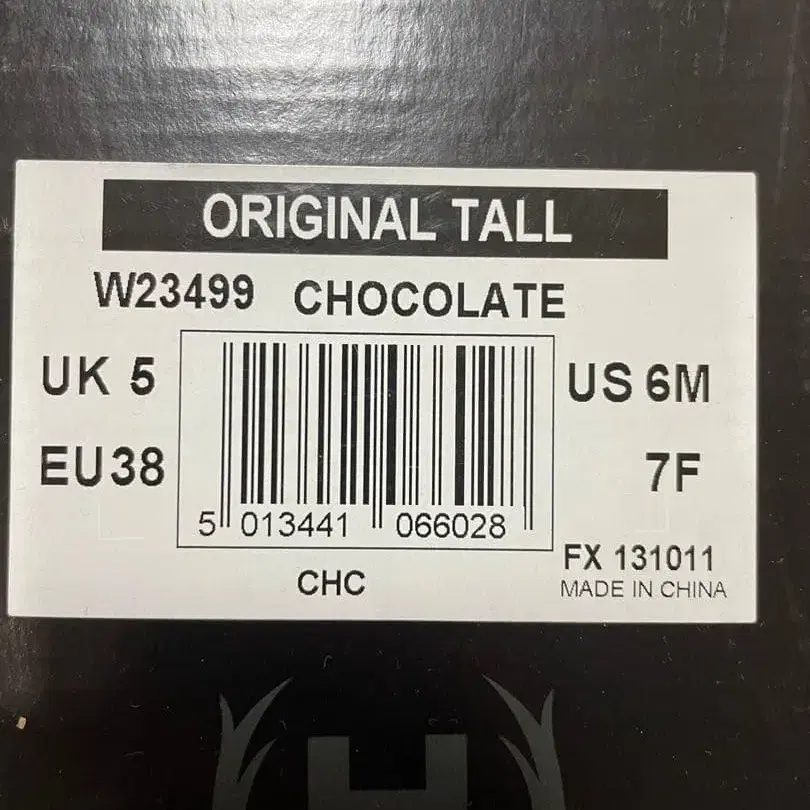 ORIGINAL TALL
W23499 CHOCOLATE
UK 5
US 6M
EU38
7F
5 013441 066028
CHC
FX 131011
MADE IN CHINA
H